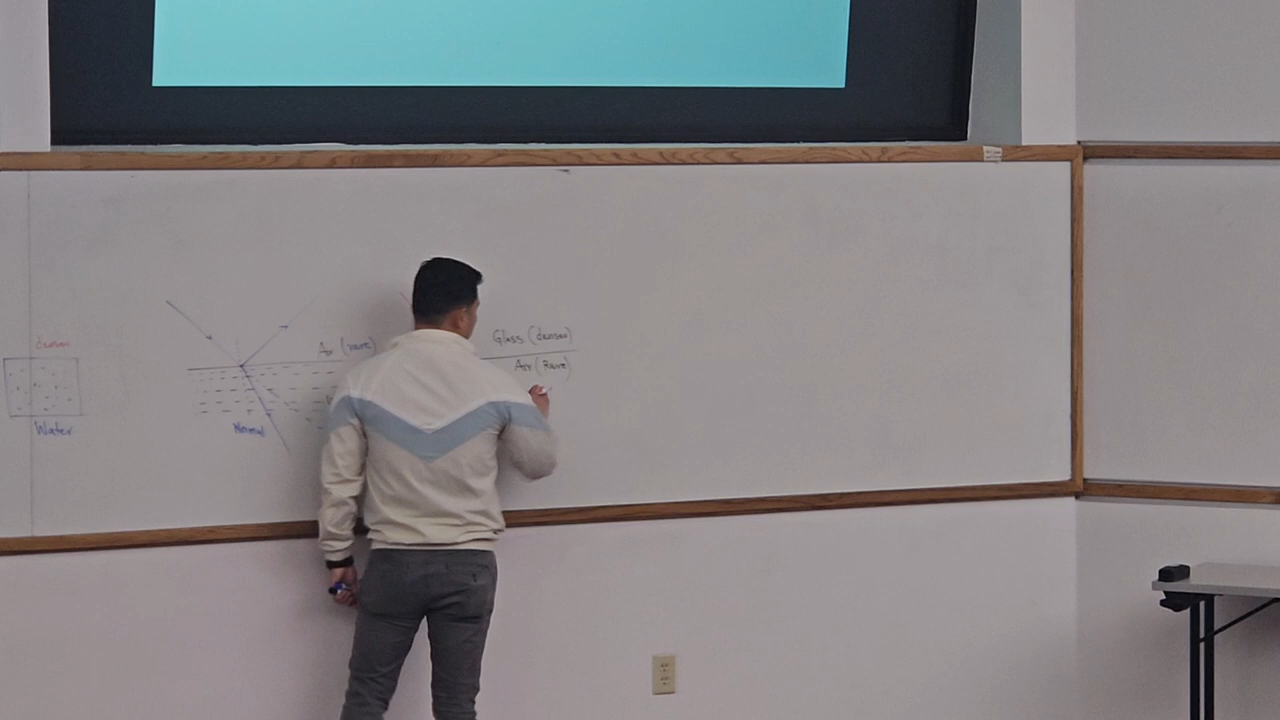 Water
Normal
Air (rare)
Glass (denser)
Air (Rare)